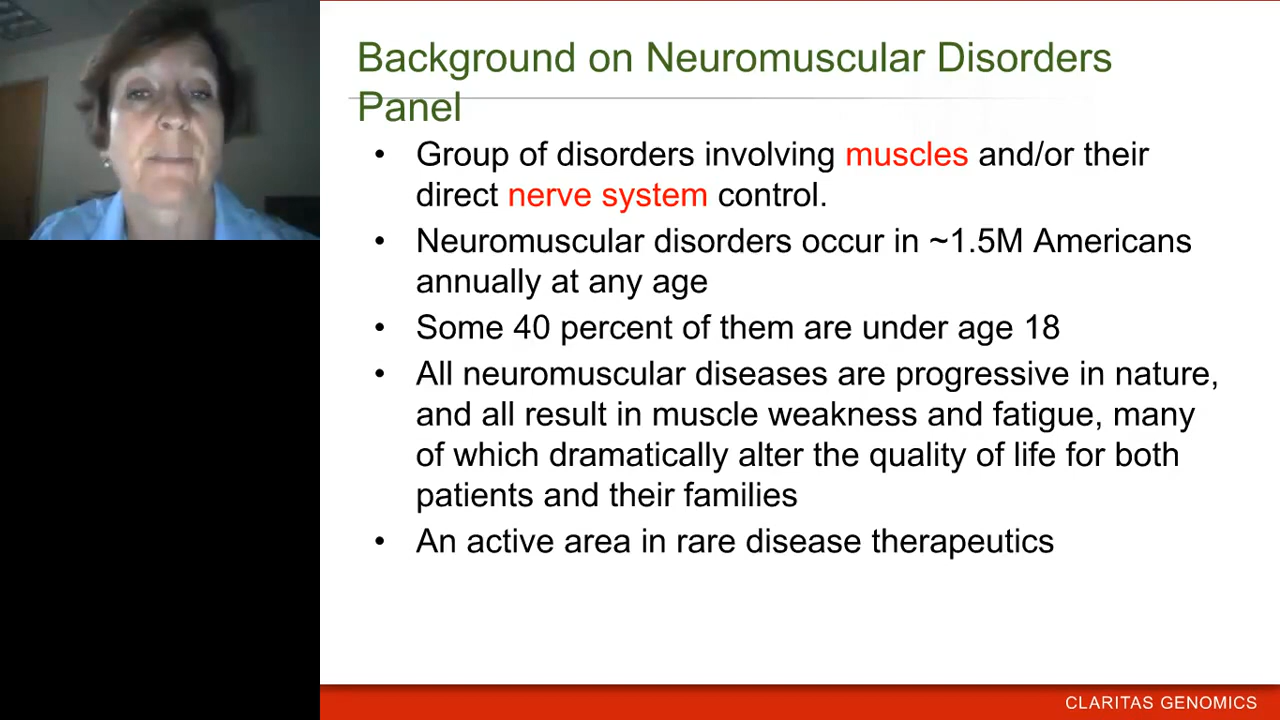 Background on Neuromuscular Disorders
Panel
• Group of disorders involving muscles and/or their
direct nerve system control.
• Neuromuscular disorders occur in ~1.5M Americans
annually at any age
• Some 40 percent of them are under age 18
• All neuromuscular diseases are progressive in nature,
and all result in muscle weakness and fatigue, many
of which dramatically alter the quality of life for both
patients and their families
• An active area in rare disease therapeutics
CLARITAS GENOMICS